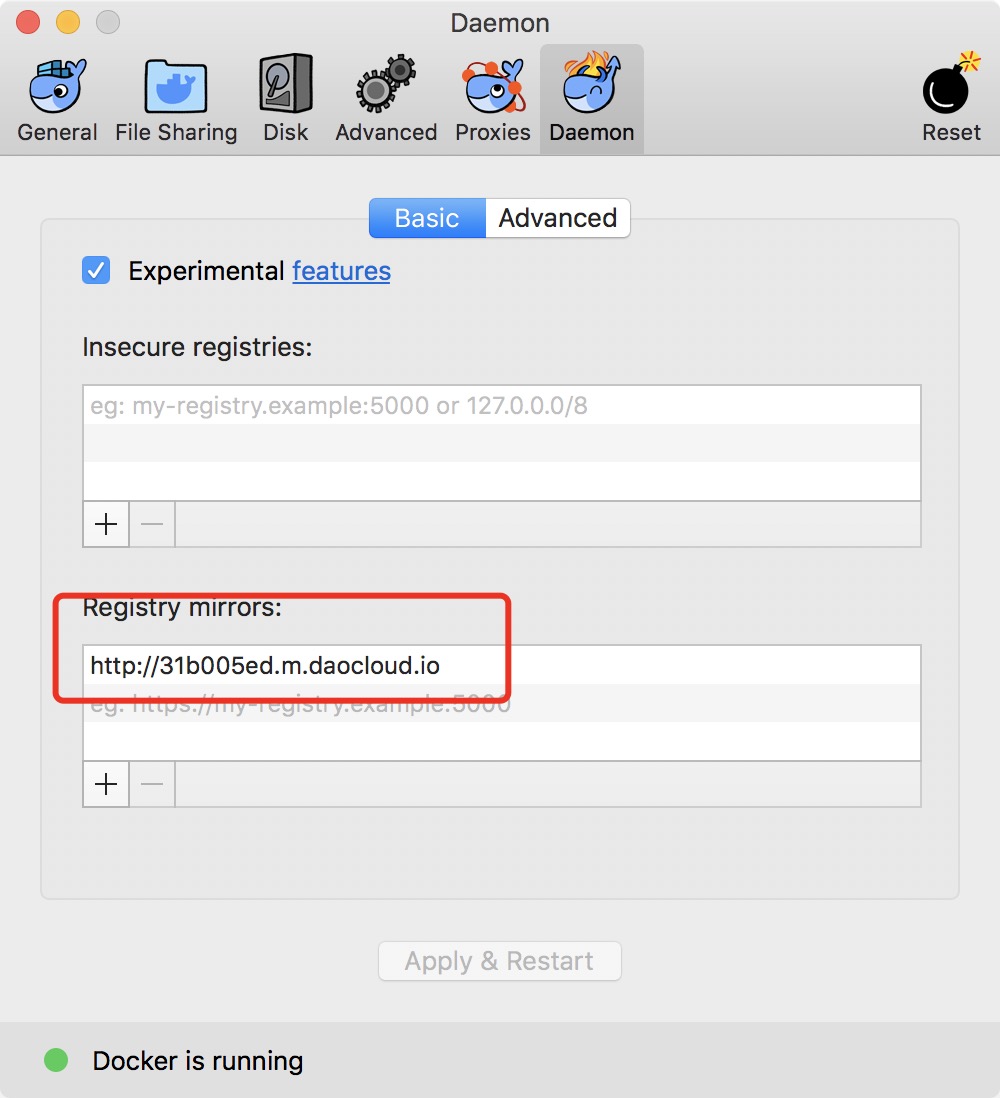 Daemon
General File Sharing Disk Advanced Proxies Daemon Reset
Basic Advanced
Experimental features
Insecure registries:
eg: my-registry.example:5000 or 127.0.0.0/8
Registry mirrors:
http://31b005ed.m.daocloud.io
eg: https://my-registry.example:5000
Apply & Restart
Docker is running